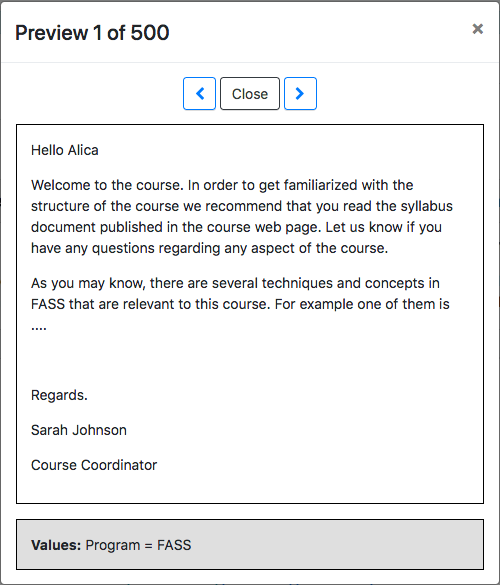 Preview 1 of 500
×
Close
Hello Alica
Welcome to the course. In order to get familiarized with the
structure of the course we recommend that you read the syllabus
document published in the course web page. Let us know if you
have any questions regarding any aspect of the course.
As you may know, there are several techniques and concepts in
FASS that are relevant to this course. For example one of them is
....
Regards.
Sarah Johnson
Course Coordinator
Values: Program = FASS